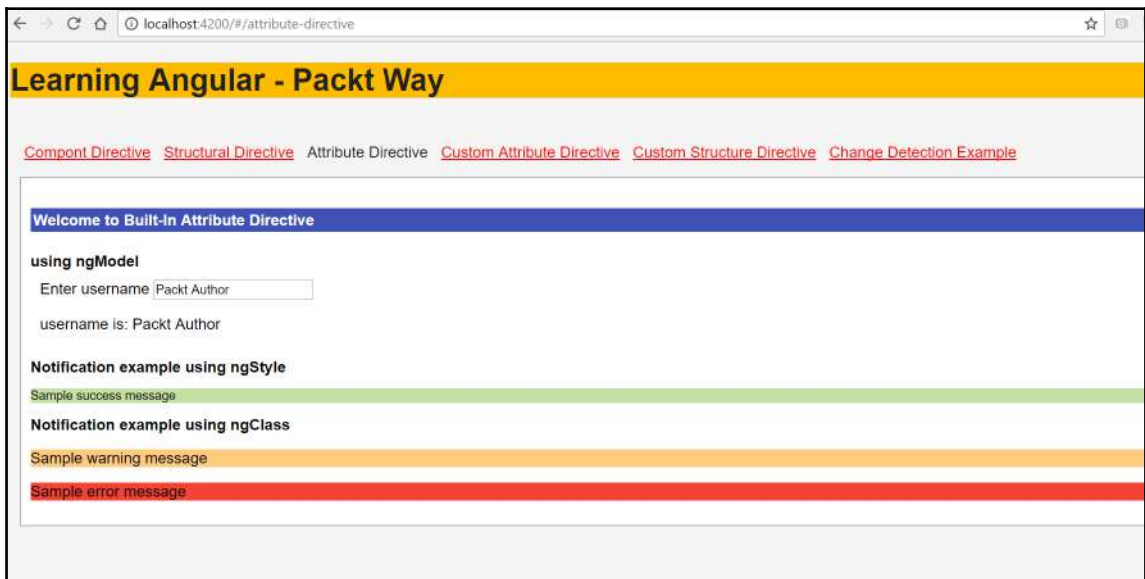 localhost:4200/#/attribute-directive
Learning Angular - Packt Way
Compont Directive Structural Directive Attribute Directive Custom Attribute Directive Custom Structure Directive Change Detection Example
Welcome to Built-In Attribute Directive
using ngModel
Enter username Packt Author
username is: Packt Author
Notification example using ngStyle
Sample success message
Notification example using ngClass
Sample warning message
Sample error message